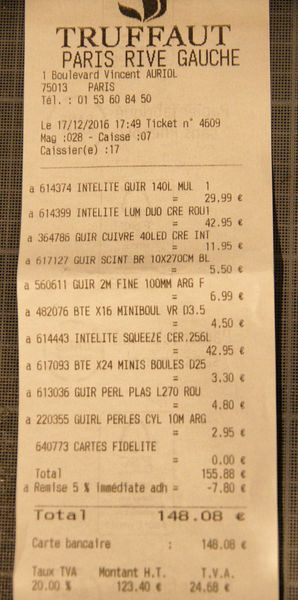 TRUFFAUT
PARIS RIVE GAUCHE
1 Boulevard Vincent AURIOL
75013 PARIS
Tél. : 01 53 60 84 50
Le 17/12/2016 17:49 Ticket n° 4609
Mag :028 - Caisse :07
Caissier(e) :17
a 614374 INTELITE GUIR 140L MUL 1
= 29.99 €
a 614399 INTELITE LUM DUO CRE ROU1
= 42.95 €
a 364786 GUIR CUIVRE 40LED CRE INT
= 11.95 €
a 617127 GUIR SCINT BR 10X270CM BL
= 5.50 €
a 560611 GUIR 2M FINE 100MM ARG F
= 6.99 €
a 482076 BTE X16 MINIBOUL VR D3.5
= 4.50 €
a 614443 INTELITE SQUEEZE CER.256L
= 42.95 €
a 617093 BTE X24 MINIS BOULES D25
= 3.30 €
a 613036 GUIR PERL PLAS L270 ROU
= 4.80 €
a 220355 GUIRL PERLES CYL 10M ARG
= 2.95 €
640773 CARTES FIDELITE
= 0.00 €
Total 155.88 €
a Remise 5 % immédiate adh = -7.80 €
Total 148.08 €
Carte bancaire : 148.08 €
Taux TVA Montant H.T. T.V.A.
20.00 % 123.40 € 24.68 €